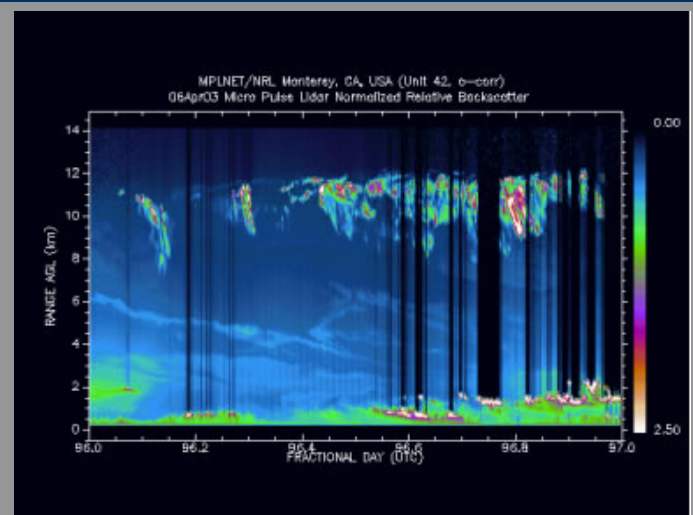 MPLNET/NRL Monterey, CA, USA (Unit 42, c-corr)
06Apr03 Micro Pulse Lidar Normalized Relative Backscatter
14
12
10
8
6
4
2
0
RANGE AGL (km)
96.0 96.2 96.4 96.6 96.8 97.0
FRACTIONAL DAY (UTC)
0.00
2.50